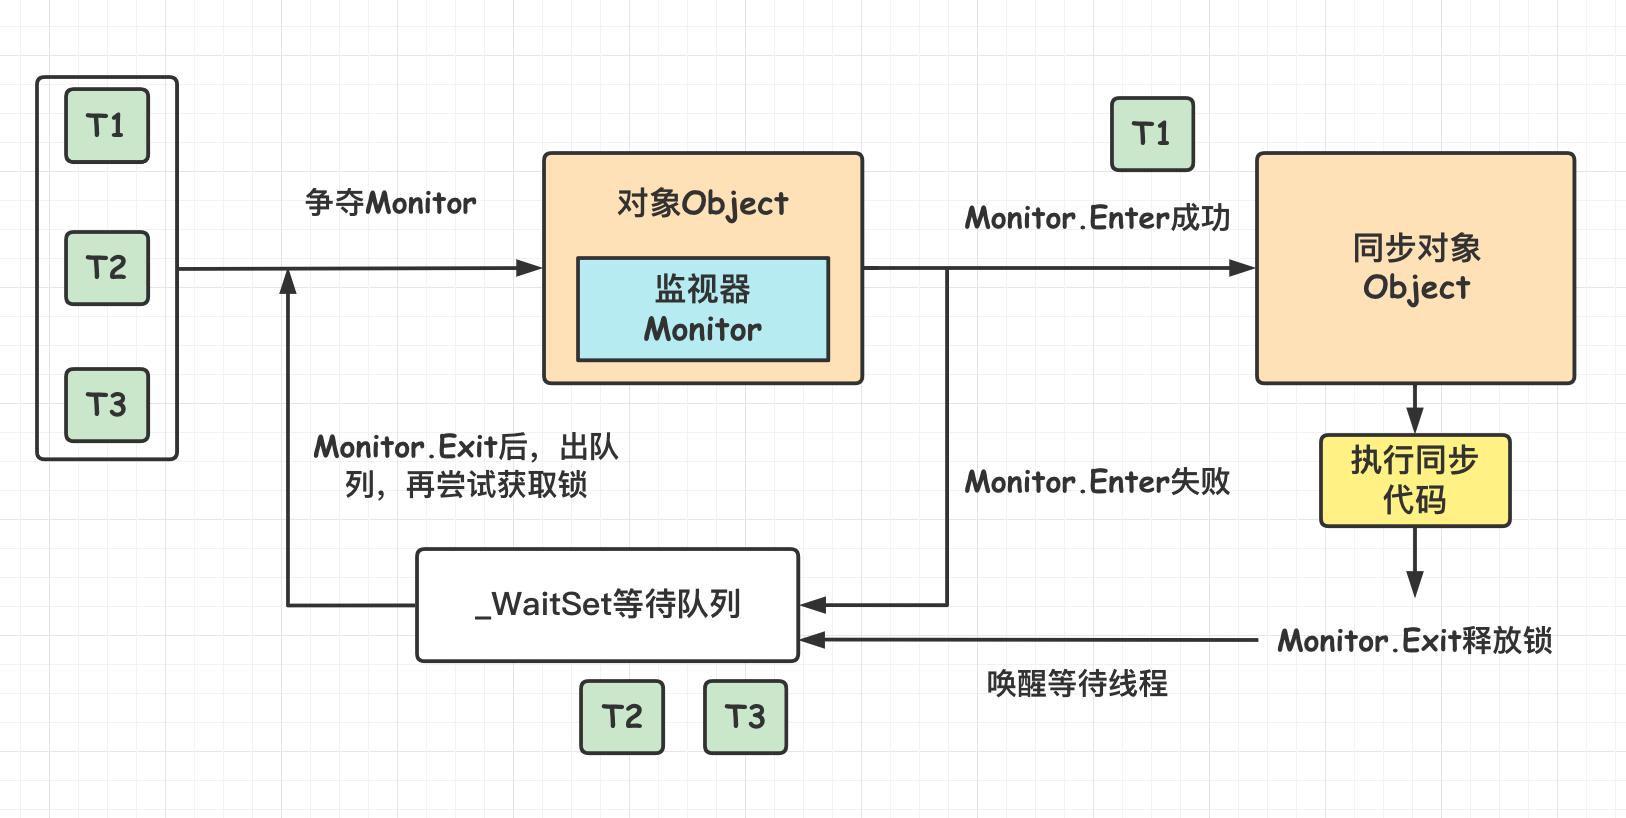 T1
T2
T3
争夺Monitor
对象Object
监视器
Monitor
T1
Monitor.Enter成功
同步对象
Object
Monitor.Exit后，出队
列，再尝试获取锁
Monitor.Enter失败
执行同步
代码
_WaitSet等待队列
Monitor.Exit释放锁
唤醒等待线程
T2
T3